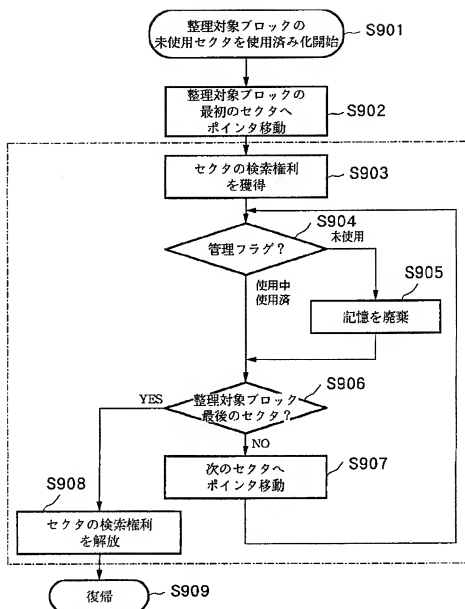 整理対象ブロックの
未使用セクタを使用済み化開始
S901
整理対象ブロックの
最初のセクタへ
ポインタ移動
S902
セクタの検索権利
を獲得
S903
S904
管理フラグ?
未使用
使用中
使用済
S905
記憶を廃棄
S906
YES
整理対象ブロック
最後のセクタ?
NO
S907
次のセクタへ
ポインタ移動
S908
セクタの検索権利
を解放
復帰
S909